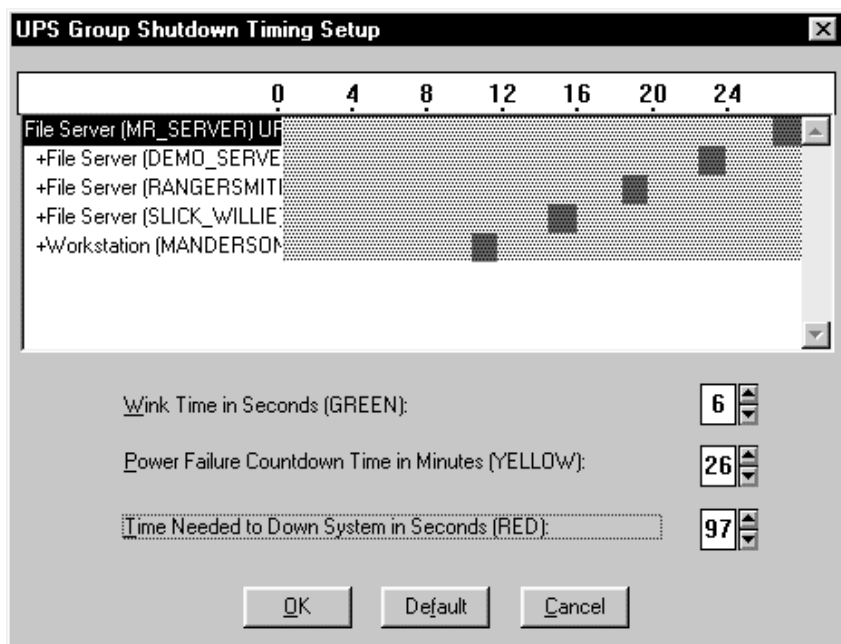 UPS Group Shutdown Timing Setup
0 4 8 12 16 20 24
File Server (MR_SERVER) UP
+File Server (DEMO_SERVE
+File Server (RANGERSMITH
+File Server (SLICK_WILLIE)
+Workstation (MANDERSON
Wink Time in Seconds (GREEN): 6
Power Failure Countdown Time in Minutes (YELLOW): 26
Time Needed to Down System in Seconds (RED): 97
OK Default Cancel